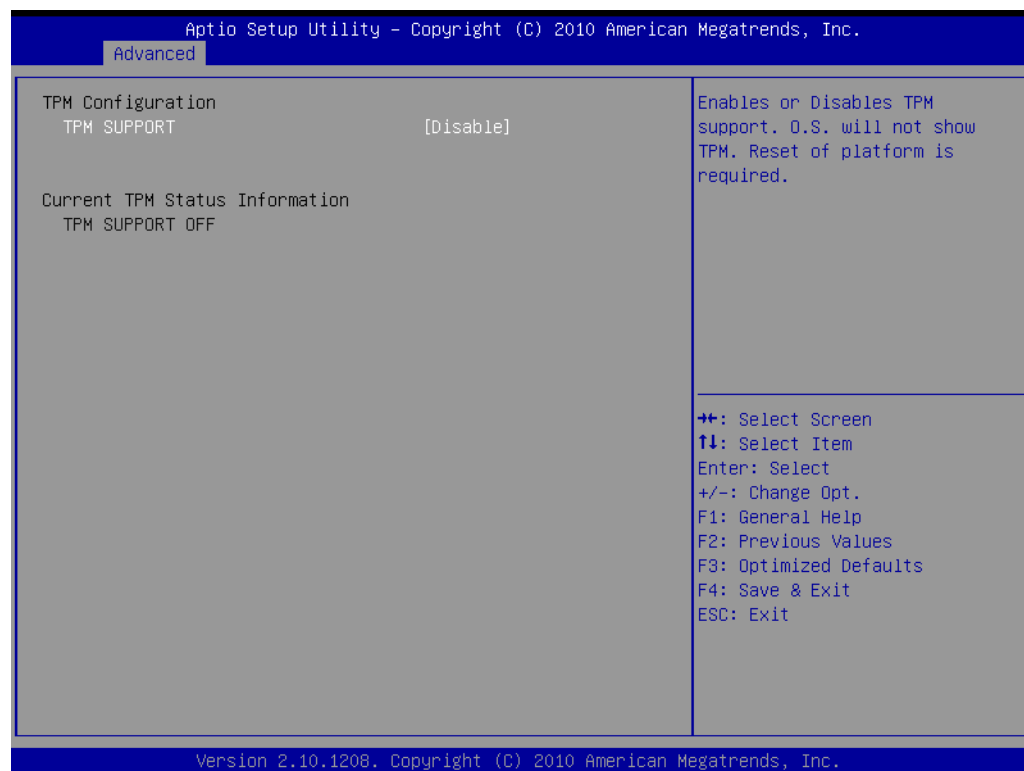 Aptio Setup Utility – Copyright (C) 2010 American Megatrends, Inc.
Advanced
TPM Configuration
TPM SUPPORT [Disable]
Current TPM Status Information
TPM SUPPORT OFF
Enables or Disables TPM
support. O.S. will not show
TPM. Reset of platform is
required.
→←: Select Screen
↑↓: Select Item
Enter: Select
+/-: Change Opt.
F1: General Help
F2: Previous Values
F3: Optimized Defaults
F4: Save & Exit
ESC: Exit
Version 2.10.1208. Copyright (C) 2010 American Megatrends, Inc.